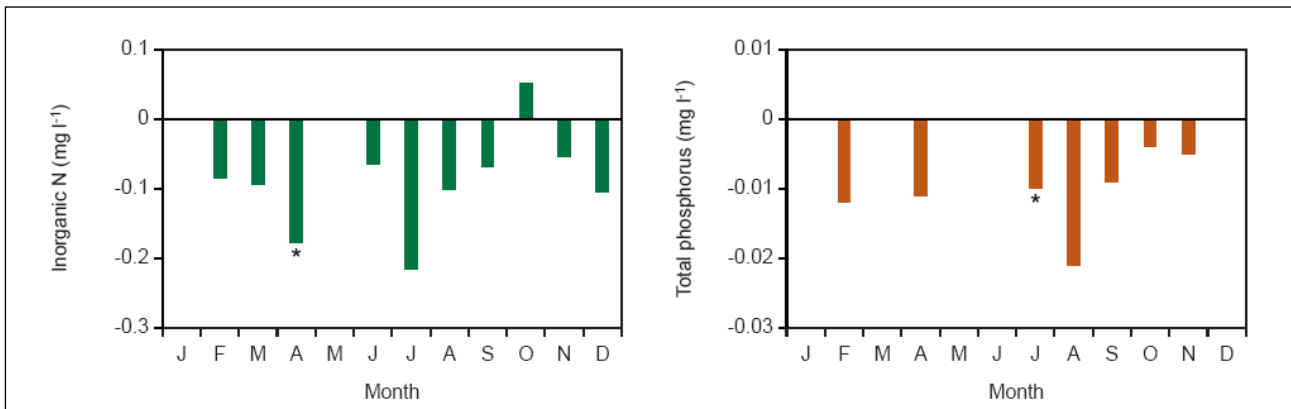 Inorganic N (mg l⁻¹)
0.1
0
-0.1
-0.2
-0.3
*
J F M A M J J A S O N D
Month
Total phosphorus (mg l⁻¹)
0.01
0
-0.01
-0.02
-0.03
*
J F M A M J J A S O N D
Month